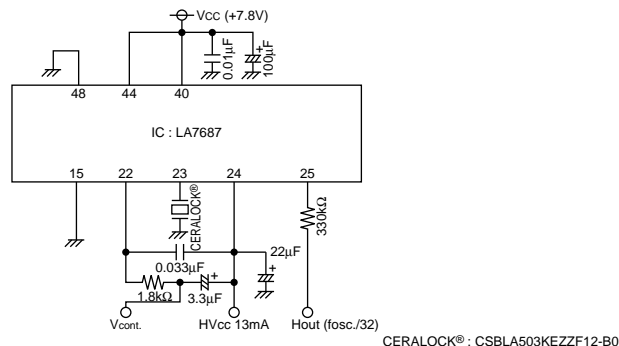 Vcc (+7.8V)
0.01μF
100μF
48
44
40
IC : LA7687
15
22
23
24
25
CERALOCK®
330kΩ
0.033μF
22μF
1.8kΩ
3.3μF
Vcont.
HVcc 13mA
Hout (fosc./32)
CERALOCK® : CSBLA503KEZZF12-B0